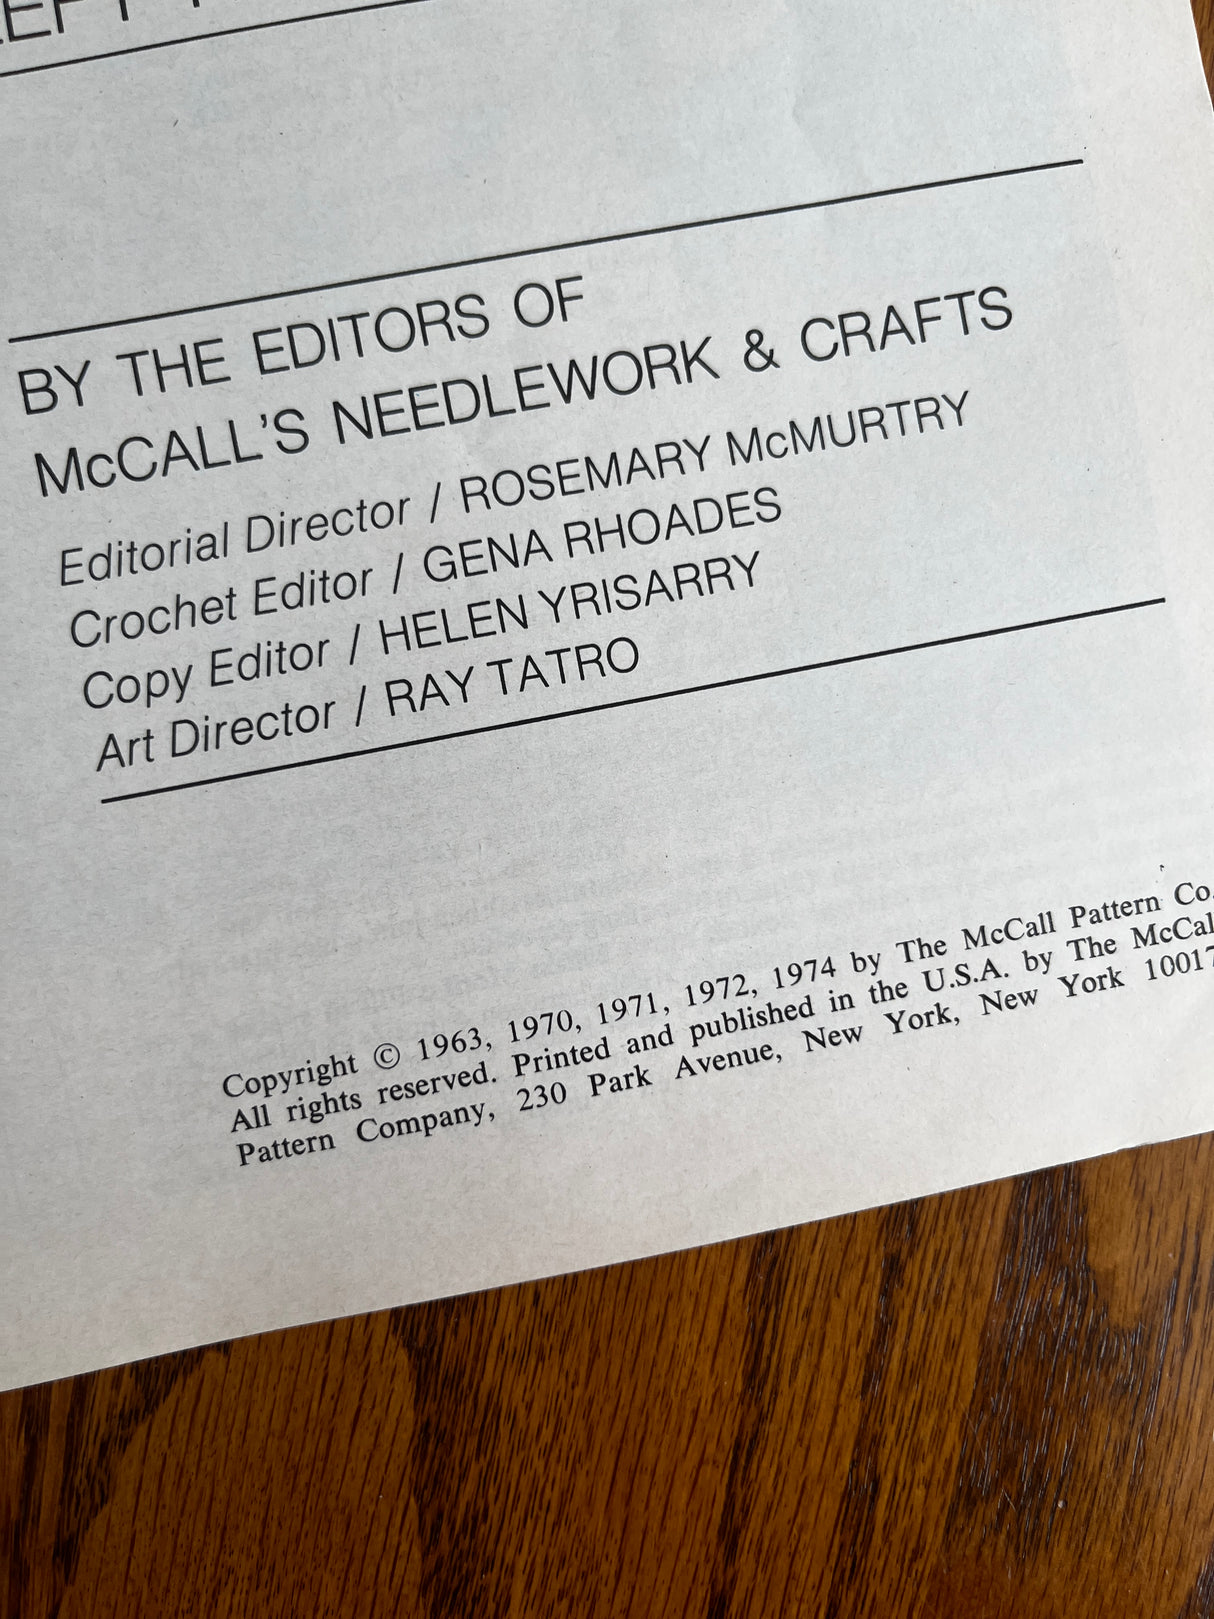 BY THE EDITORS OF
McCALL'S NEEDLEWORK & CRAFTS
Editorial Director / ROSEMARY McMURTRY
Crochet Editor / GENA RHOADES
Copy Editor / HELEN YRISARRY
Art Director / RAY TATRO
Copyright © 1963, 1970, 1971, 1972, 1974 by The McCall Pattern Co.
All rights reserved. Printed and published in the U.S.A. by The McCal
Pattern Company, 230 Park Avenue, New York, New York 10017